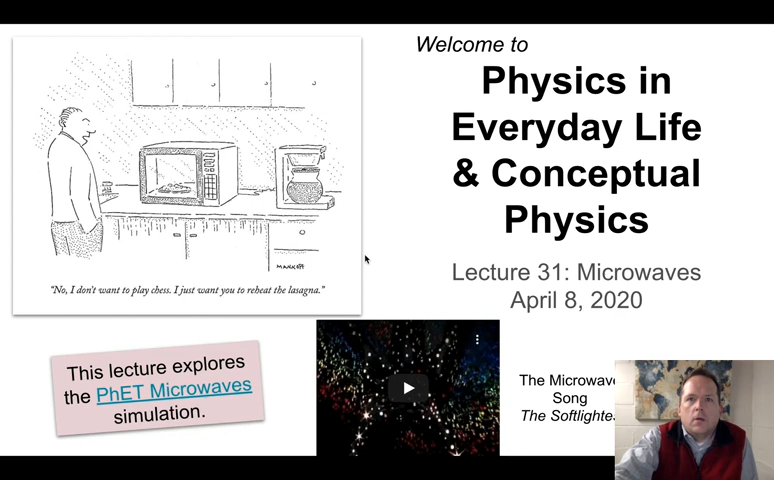 Welcome to
Physics in
Everyday Life
& Conceptual
Physics
Lecture 31: Microwaves
April 8, 2020
MANKOFF
"No, I don't want to play chess. I just want you to reheat the lasagna."
This lecture explores
the PhET Microwaves
simulation.
The Microwave
Song
The Softlightes